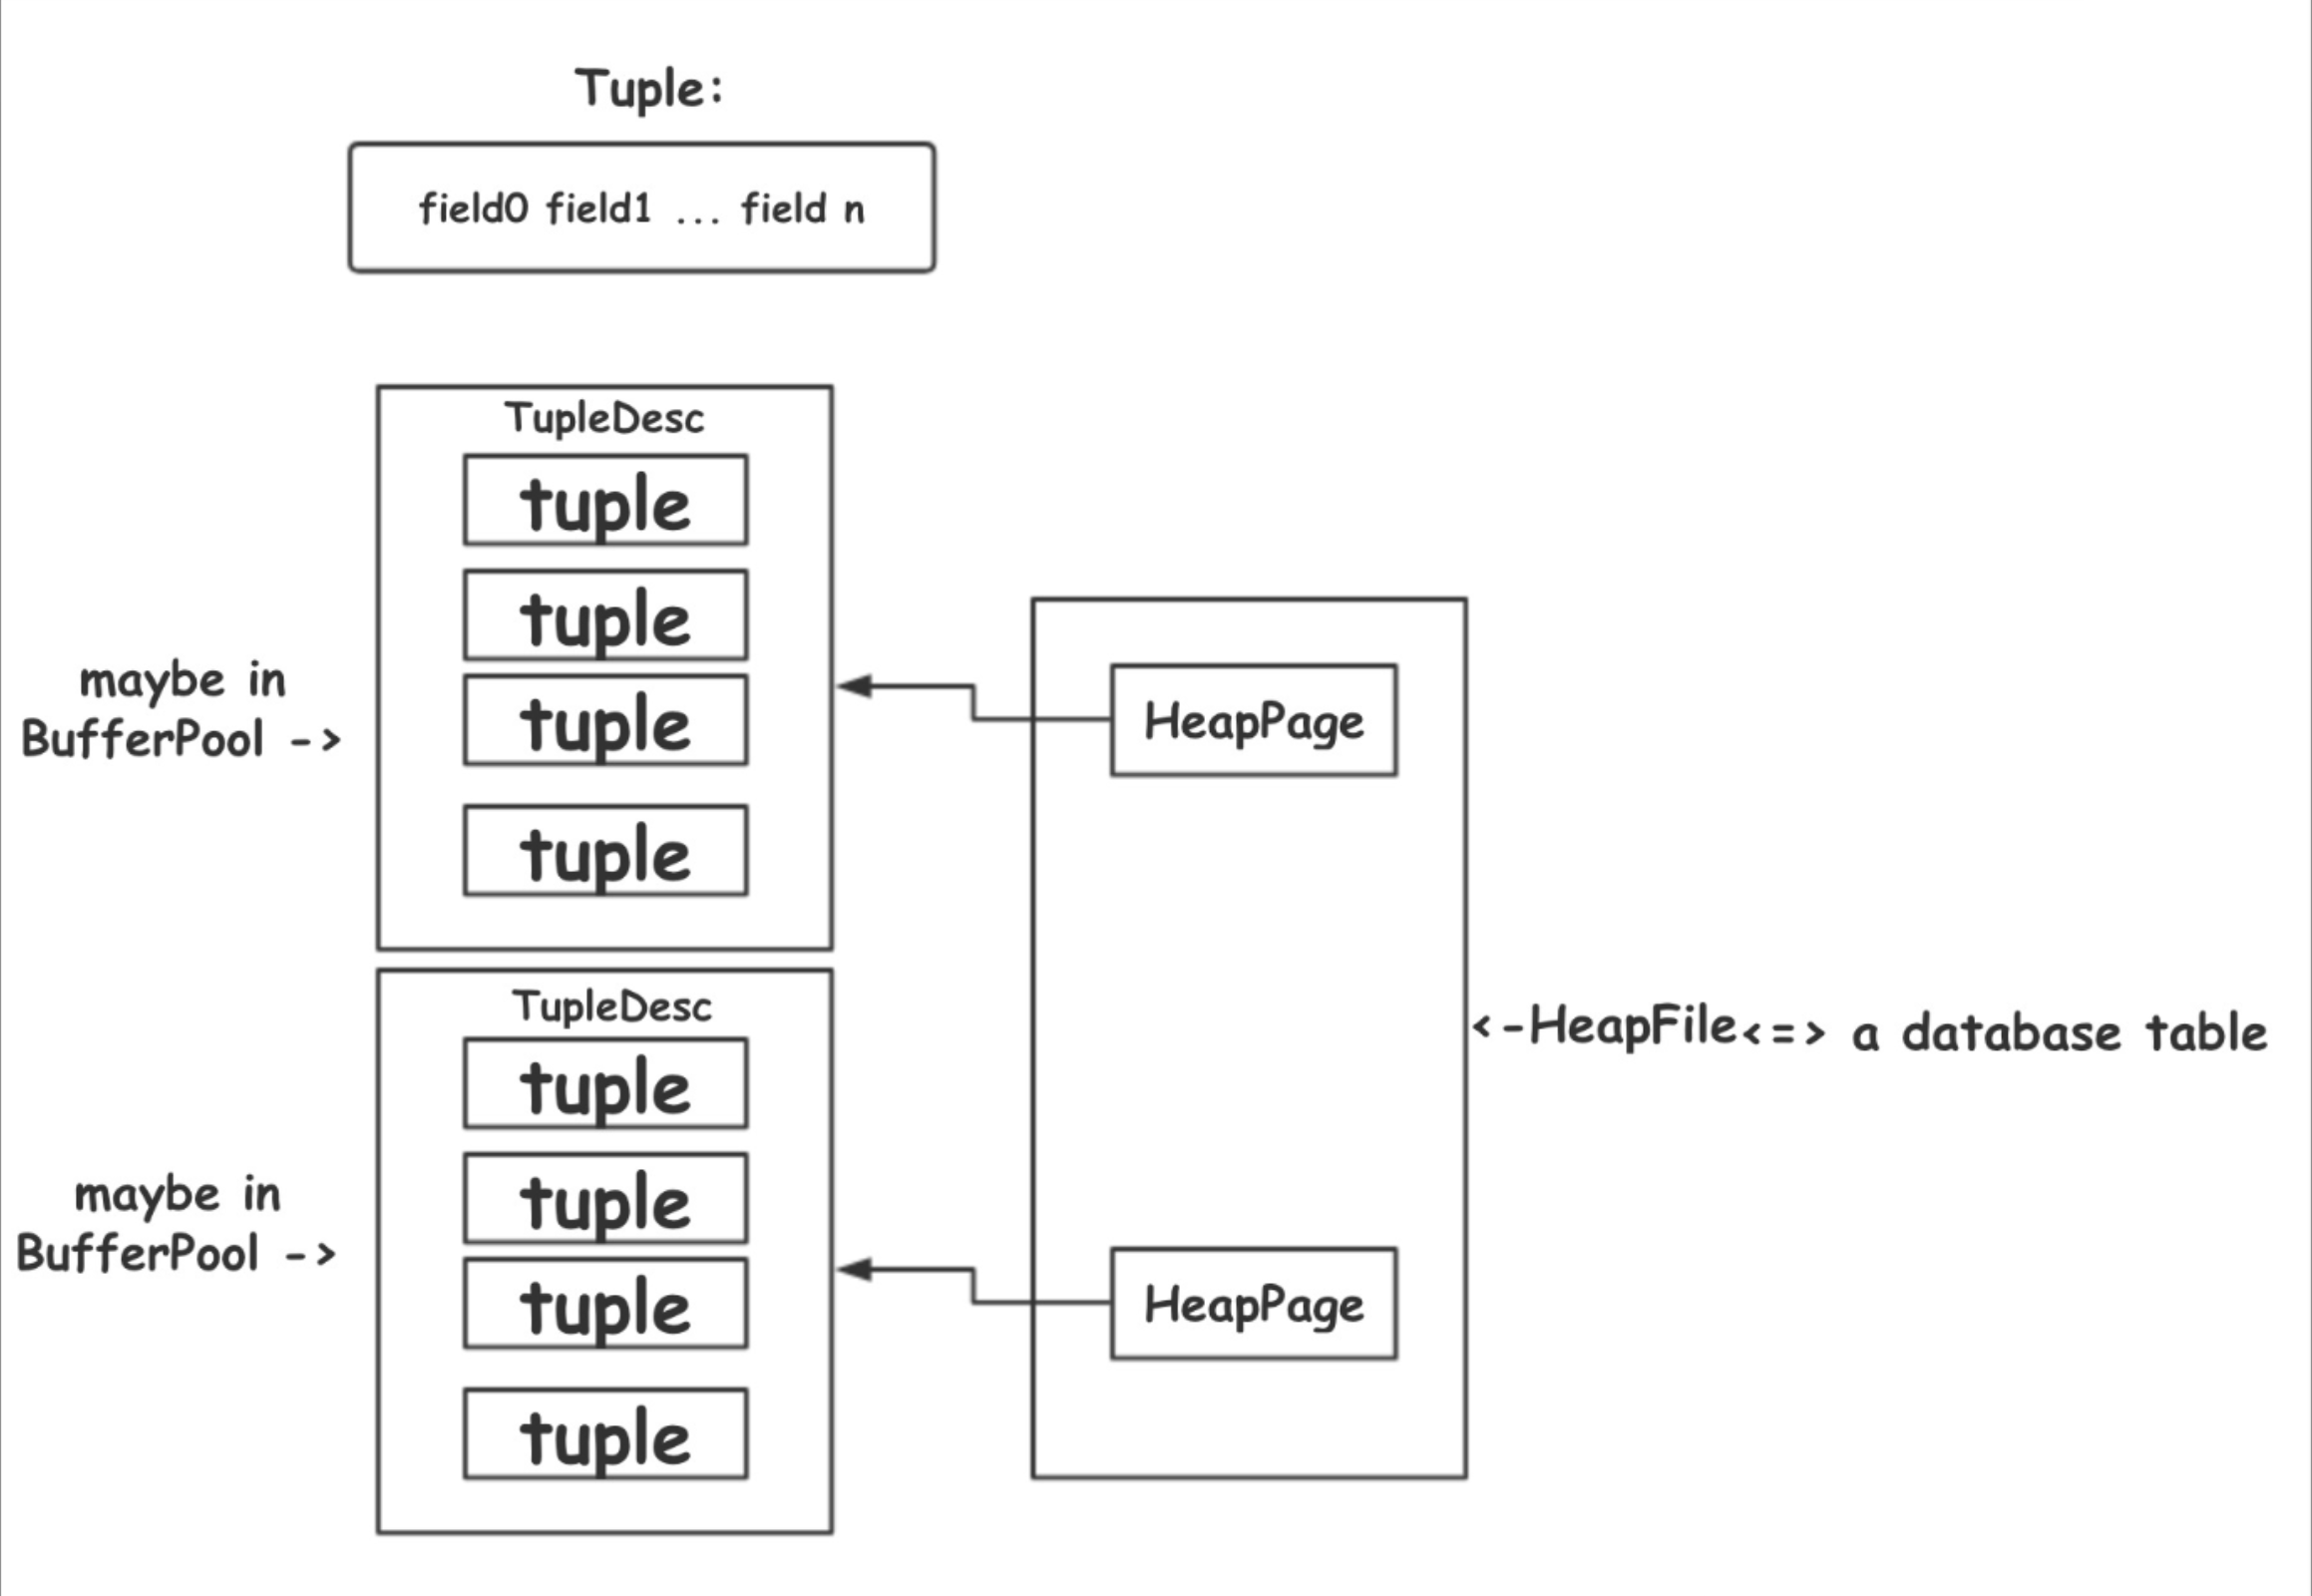 Tuple:
field0 field1 ... field n
TupleDesc
tuple
tuple
tuple
tuple
maybe in
BufferPool ->
HeapPage
TupleDesc
tuple
tuple
tuple
tuple
maybe in
BufferPool ->
HeapPage
<-HeapFile<=> a database table